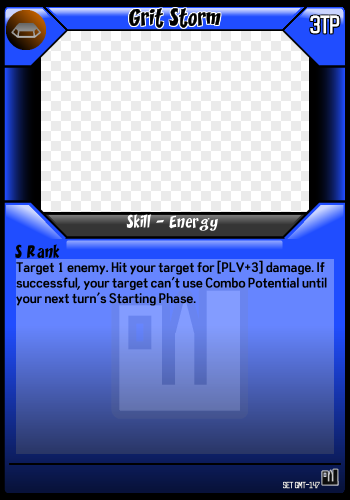 Grit Storm
3TP
Skill - Energy
S Rank
Target 1 enemy. Hit your target for [PLV+3] damage. If
successful, your target can't use Combo Potential until
your next turn's Starting Phase.
SET GMT-147